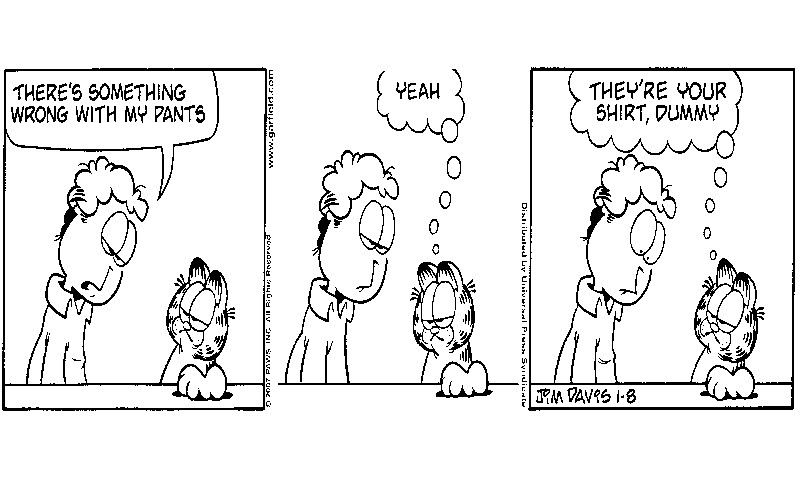 THERE'S SOMETHING
WRONG WITH MY PANTS
www.garfield.com
© 2007 PAWS, INC. All Rights Reserved.
YEAH
Distributed by Universal Press Syndicate
THEY'RE YOUR
SHIRT, DUMMY
JIM DAVIS 1-8